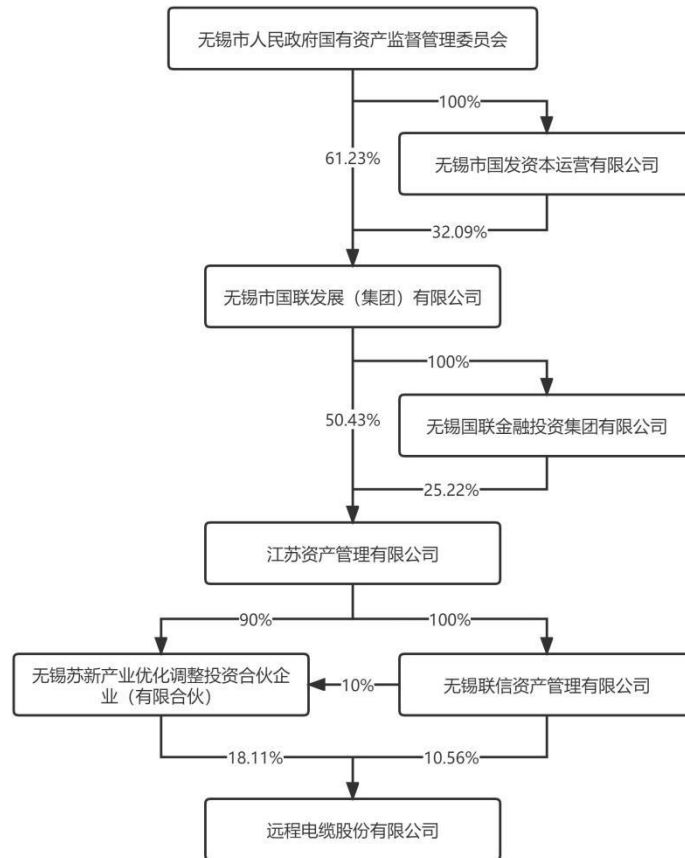 无锡市人民政府国有资产监督管理委员会
100%
61.23%
无锡市国发资本运营有限公司
32.09%
无锡市国联发展（集团）有限公司
100%
50.43%
无锡国联金融投资集团有限公司
25.22%
江苏资产管理有限公司
90%
100%
无锡苏新产业优化调整投资合伙企
业（有限合伙）
10%
无锡联信资产管理有限公司
18.11%
10.56%
远程电缆股份有限公司